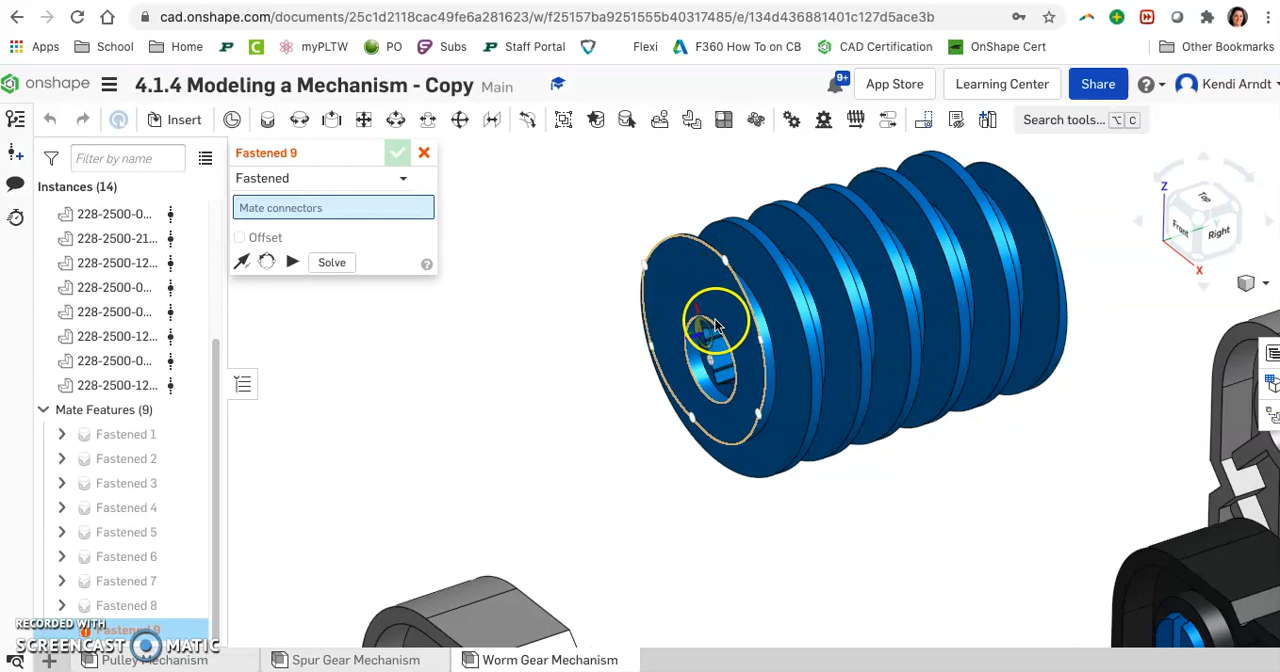 cad.onshape.com/documents/25c1d2118cac49fe6a281623/w/f25157ba9251555b40317485/e/134d436881401c127d5ace3b
Apps School Home myPLTW PO Subs Staff Portal Flexi F360 How To on CB CAD Certification OnShape Cert Other Bookmarks
onshape 4.1.4 Modeling a Mechanism - Copy Main 9+ App Store Learning Center Share Kendi Arndt
Insert Search tools... ⌥ C
Filter by name
Instances (14)
228-2500-0...
228-2500-21...
228-2500-12...
228-2500-0...
228-2500-0...
228-2500-12...
228-2500-0...
228-2500-12...
Mate Features (9)
Fastened 1
Fastened 2
Fastened 3
Fastened 4
Fastened 5
Fastened 6
Fastened 7
Fastened 8
Fastened 9
Fastened 9
Fastened
Mate connectors
Offset
Solve
Z
Top
Front
Right
Y
X
RECORDED WITH
SCREENCAST MATIC
Pulley Mechanism Spur Gear Mechanism Worm Gear Mechanism